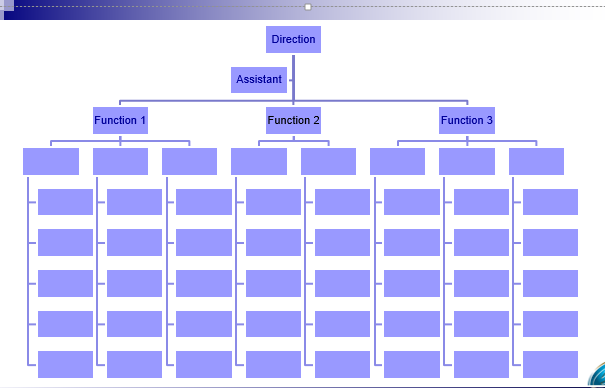 Direction
Assistant
Function 1
Function 2
Function 3